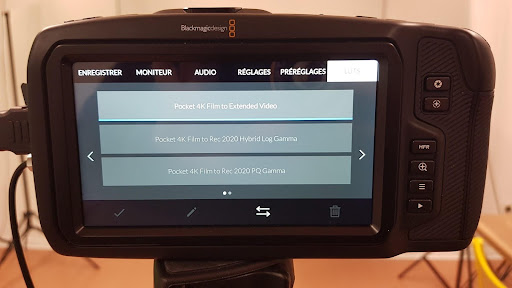 Blackmagicdesign
ENREGISTRER MONITEUR AUDIO RÉGLAGES PRÉRÉGLAGES LUTS
Pocket 4K Film to Extended Video
Pocket 4K Film to Rec 2020 Hybrid Log Gamma
Pocket 4K Film to Rec 2020 PQ Gamma
HFR